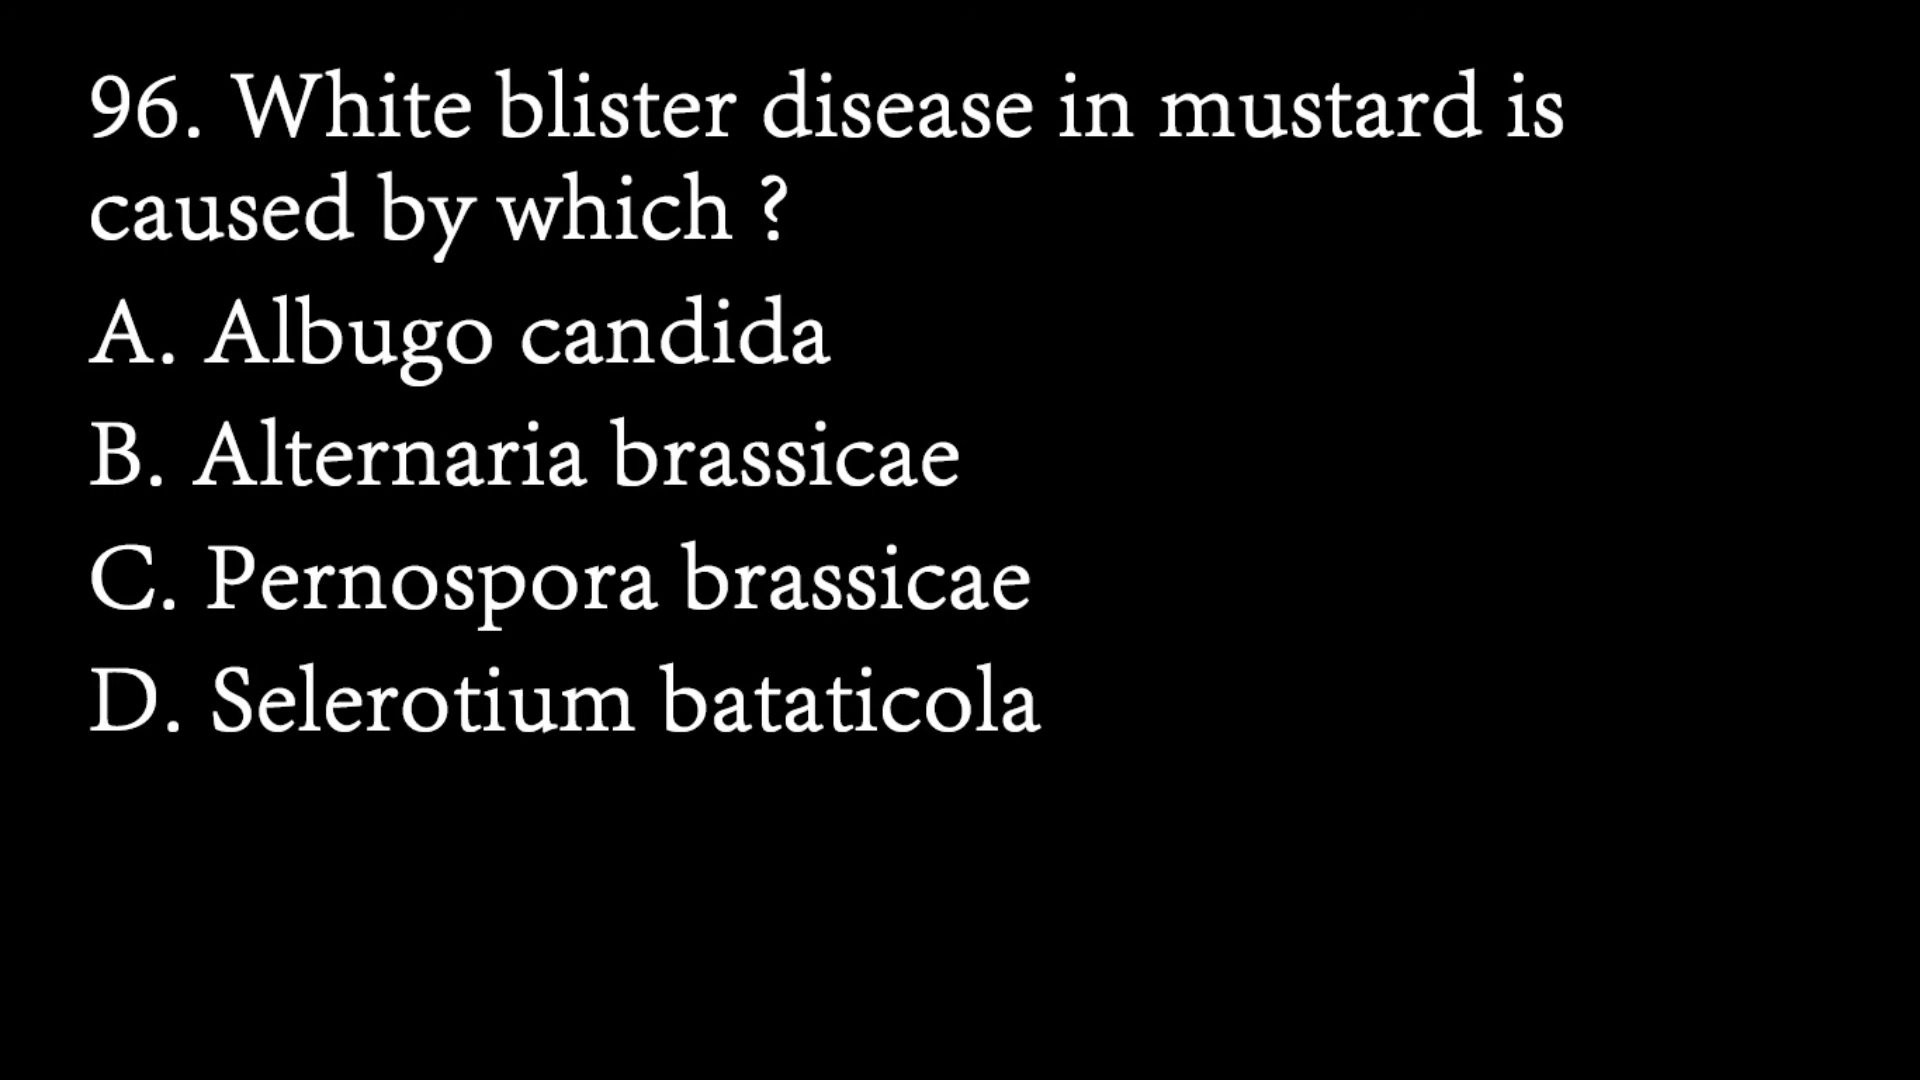 96. White blister disease in mustard is
caused by which ?
A. Albugo candida
B. Alternaria brassicae
C. Pernospora brassicae
D. Selerotium bataticola